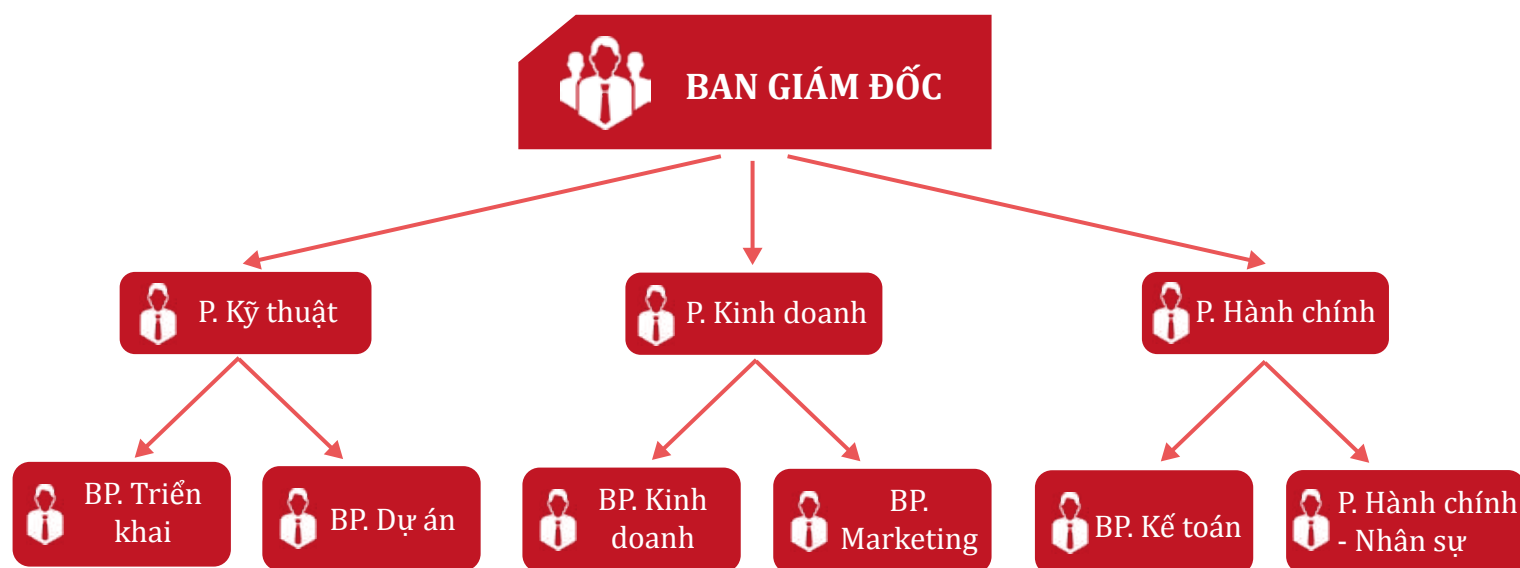 BAN GIÁM ĐỐC
P. Kỹ thuật
P. Kinh doanh
P. Hành chính
BP. Triển
khai
BP. Dự án
BP. Kinh
doanh
BP.
Marketing
BP. Kế toán
P. Hành chính
- Nhân sự